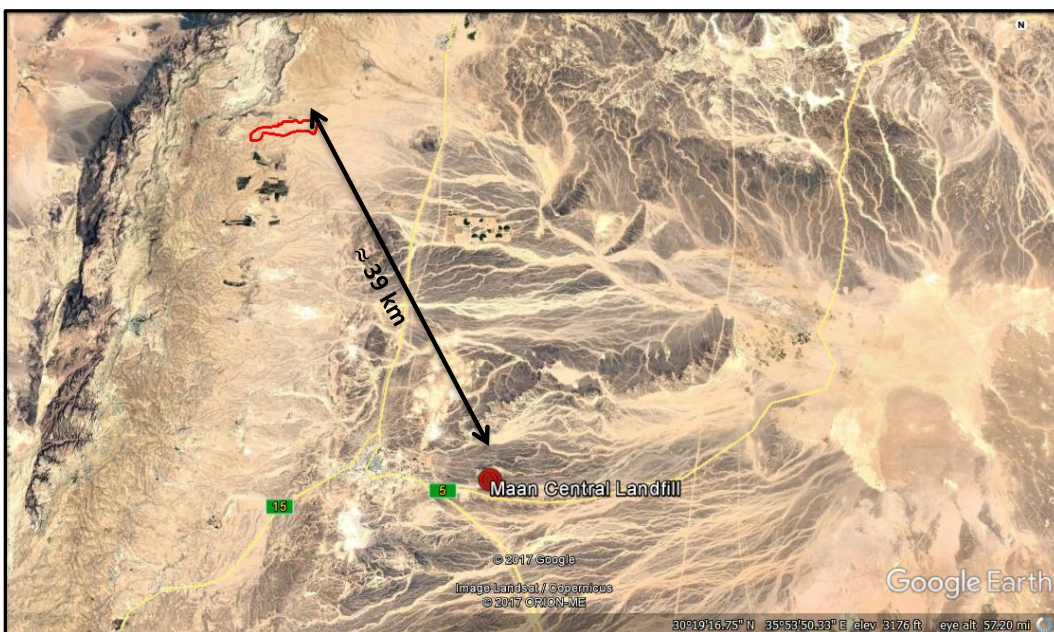 N
≈ 39 km
Maan Central Landfill
5
15
© 2017 Google
Image Landsat / Copernicus
© 2017 ORION-ME
Google Earth
30°19'16.75" N 35°53'50.33" E elev 3176 ft eye alt 57.20 mi